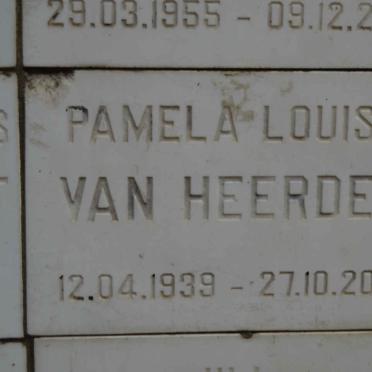 29.03.1955 - 09.12.2
PAMELA LOUIS
VAN HEERDE
12.04.1939 - 27.10.20